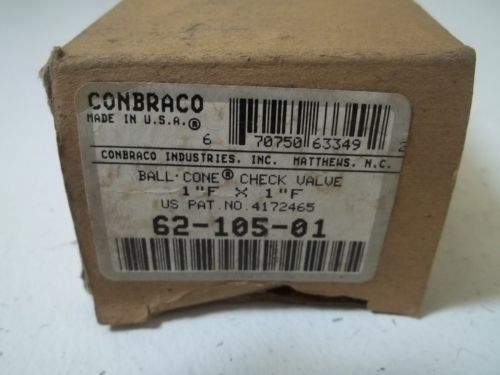 CONBRACO
MADE IN U.S.A.®
6 70750 63349 2
CONBRACO INDUSTRIES, INC. MATTHEWS, N.C.
BALL·CONE® CHECK VALVE
1"F X 1"F
US PAT.NO.4172465
62-105-01